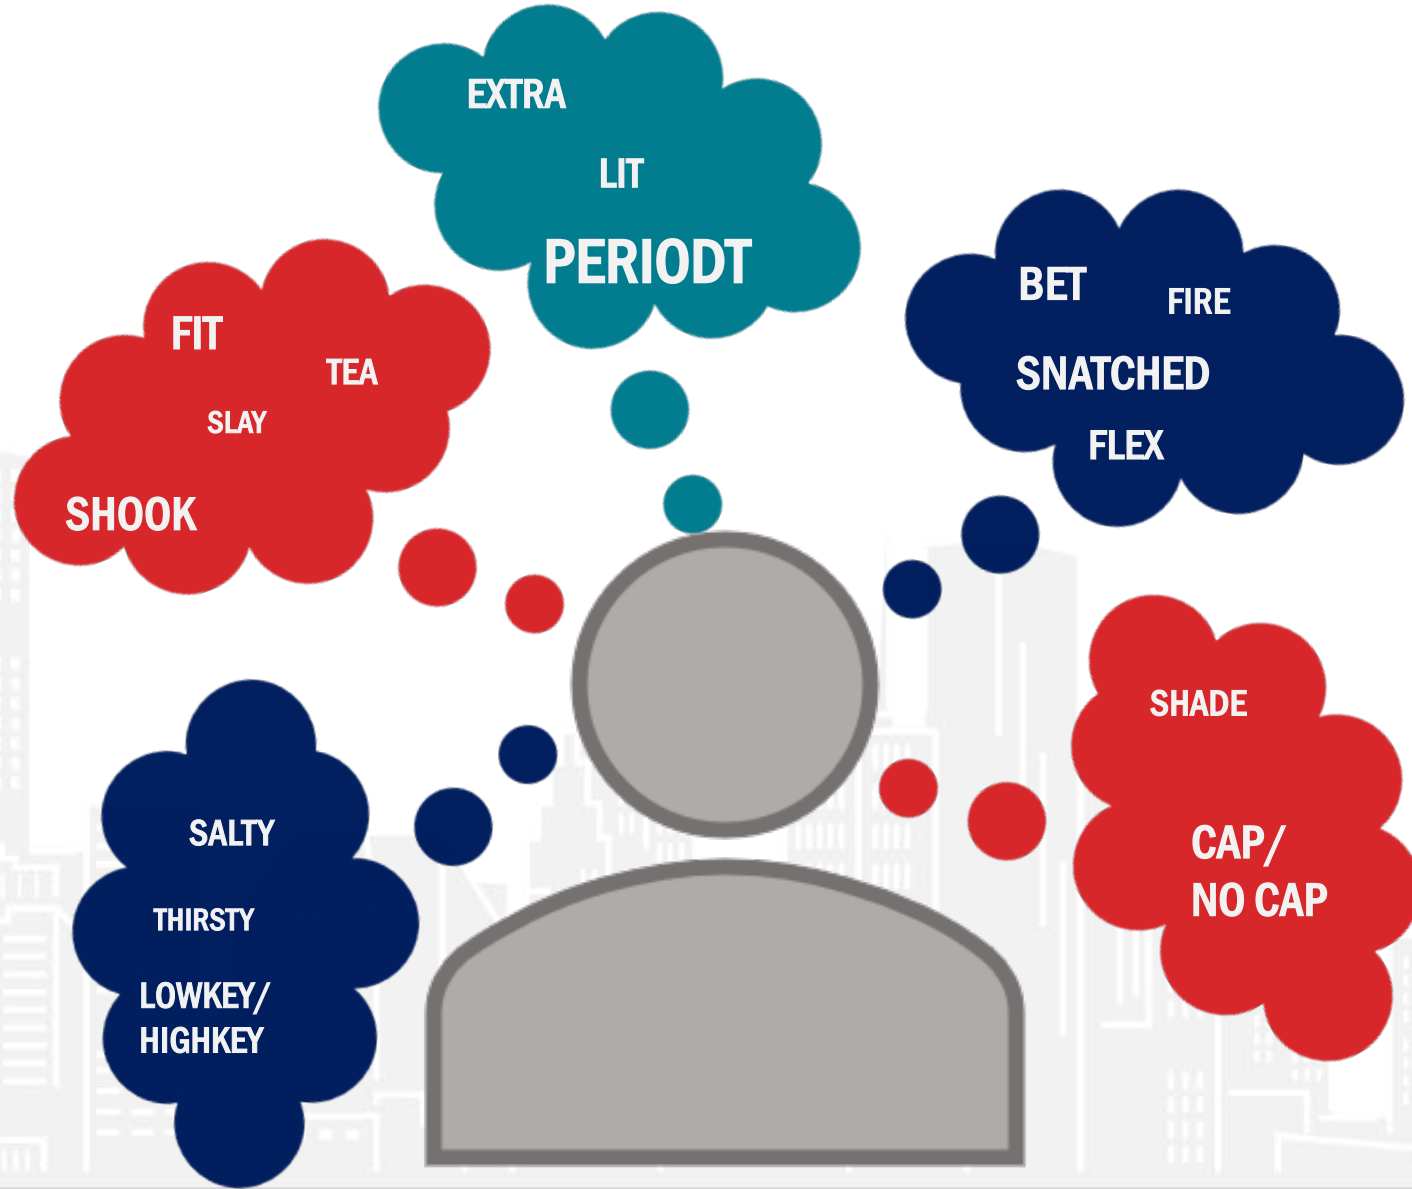 EXTRA
LIT
PERIODT
FIT
TEA
SLAY
SHOOK
BET
FIRE
SNATCHED
FLEX
SALTY
THIRSTY
LOWKEY/
HIGHKEY
SHADE
CAP/
NO CAP